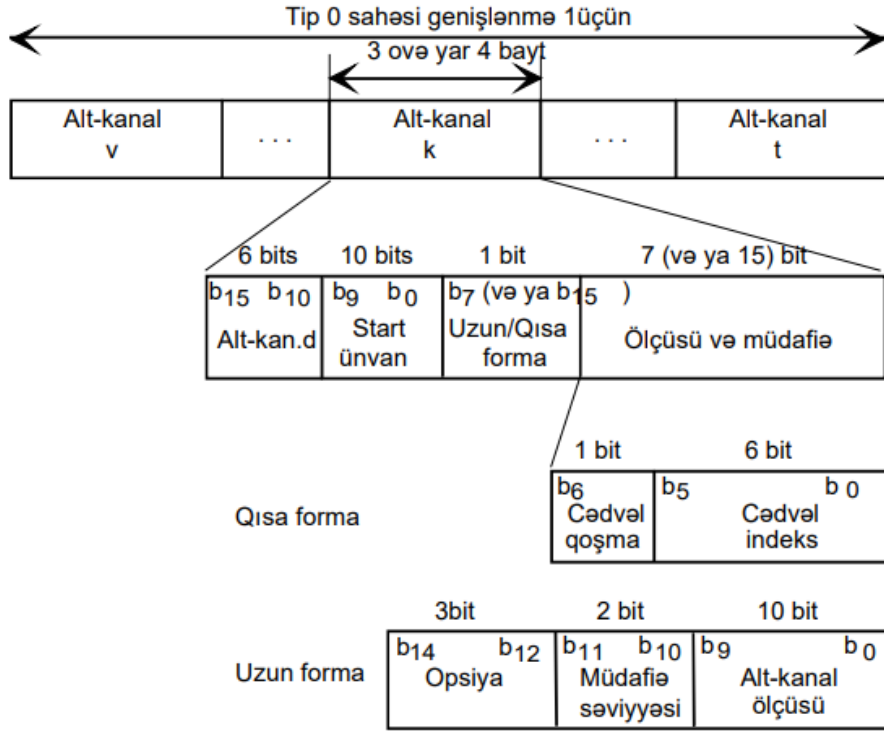 Tip 0 sahəsi genişlənmə 1üçün
3 ovə yar 4 bayt
Alt-kanal
v
. . .
Alt-kanal
k
. . .
Alt-kanal
t
6 bits
10 bits
1 bit
7 (və ya 15) bit
b15 b10
Alt-kan.d
b9 b0
Start
ünvan
b7 (və ya b15 )
Uzun/Qısa
forma
Ölçüsü və müdafiə
1 bit
6 bit
Qısa forma
b6
Cədvəl
qoşma
b5 b 0
Cədvəl
indeks
3bit
2 bit
10 bit
Uzun forma
b14 b12
Opsiya
b11 b10
Müdafiə
səviyyəsi
b9 b0
Alt-kanal
ölçüsü